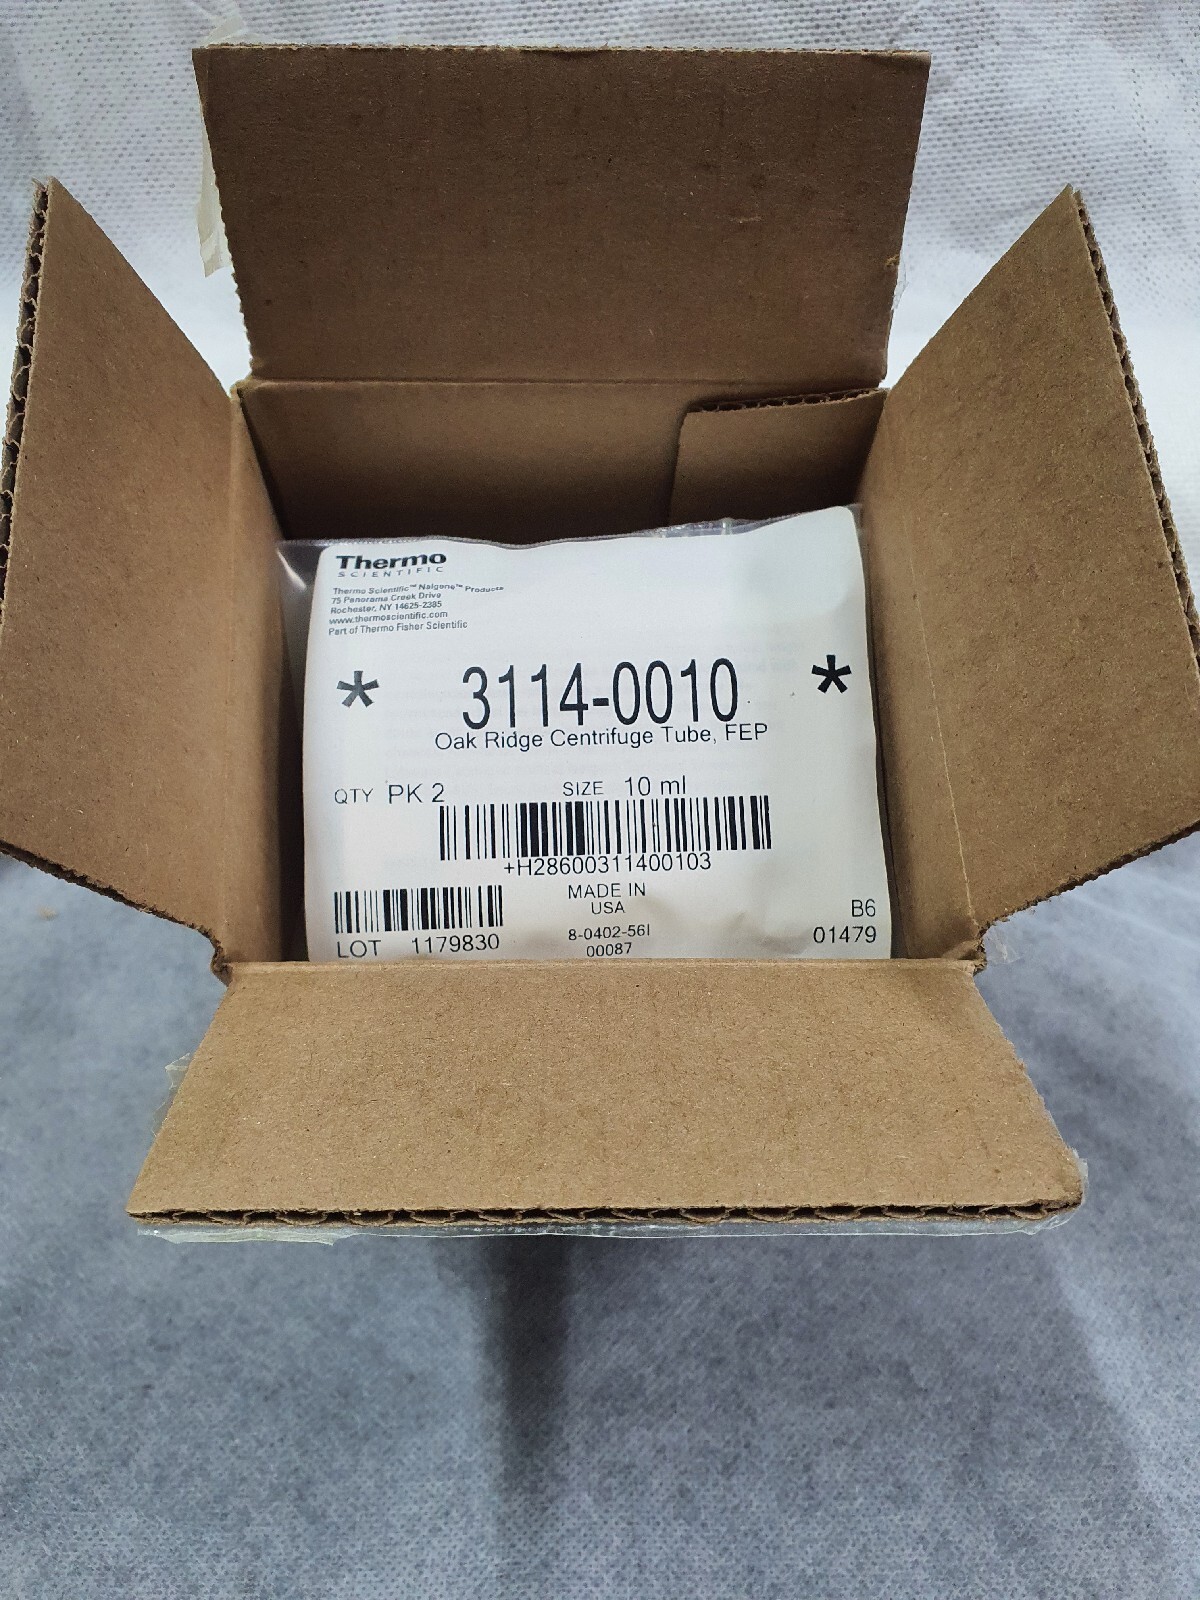 Thermo
SCIENTIFIC
Thermo Scientific™ Nalgene™ Products
75 Panorama Creek Drive
Rochester, NY 14625-2385
www.thermoscientific.com
Part of Thermo Fisher Scientific
* 3114-0010 *
Oak Ridge Centrifuge Tube, FEP
QTY PK 2 SIZE 10 ml
+H28600311400103
MADE IN
USA
B6
LOT 1179830 8-0402-56I 01479
00087